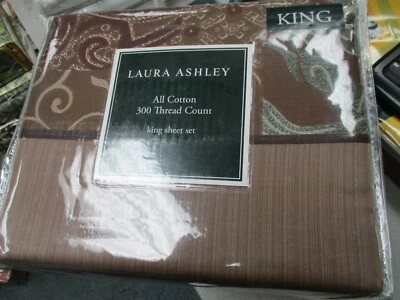 KING
LAURA ASHLEY
All Cotton
300 Thread Count
king sheet set